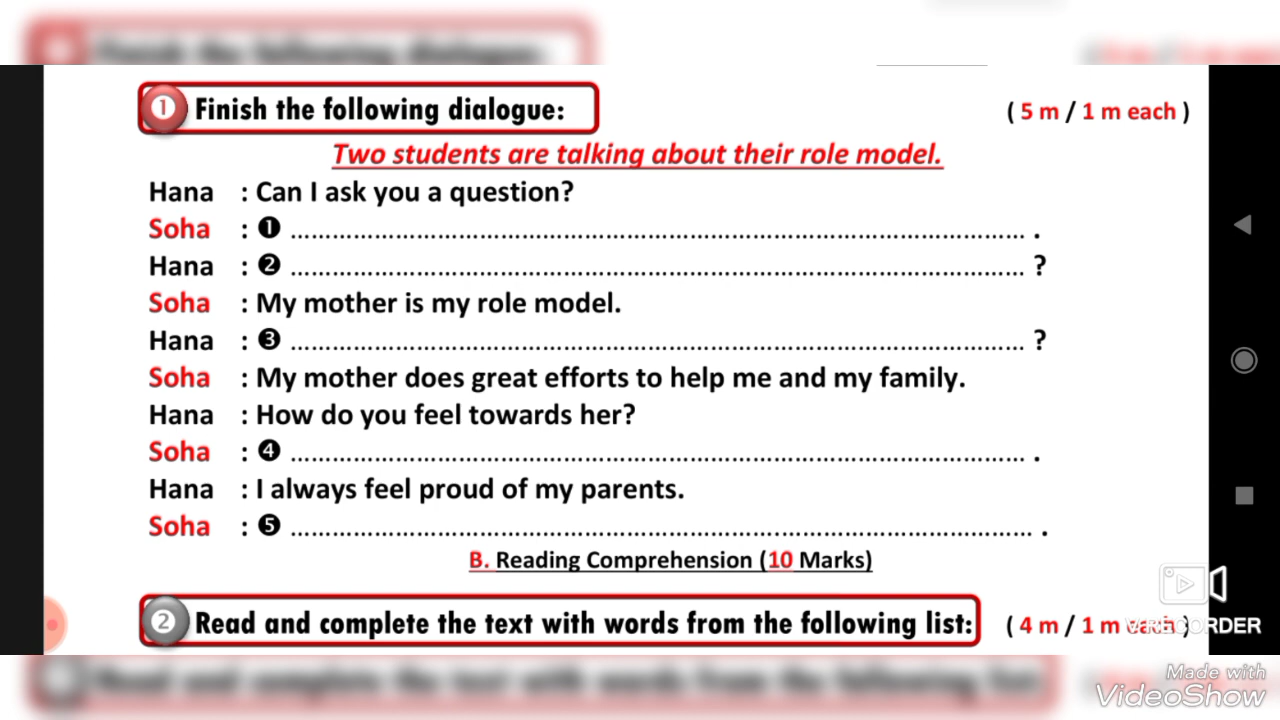 ❶ Finish the following dialogue: ( 5 m / 1 m each )
Two students are talking about their role model.
Hana : Can I ask you a question?
Soha : ❶ ........................................................................................................ .
Hana : ❷ ........................................................................................................ ?
Soha : My mother is my role model.
Hana : ❸ ........................................................................................................ ?
Soha : My mother does great efforts to help me and my family.
Hana : How do you feel towards her?
Soha : ❹ ........................................................................................................ .
Hana : I always feel proud of my parents.
Soha : ❺ ........................................................................................................ .
B. Reading Comprehension (10 Marks)
❷ Read and complete the text with words from the following list: ( 4 m / 1 m each )
RECORDER
Made with
VideoShow